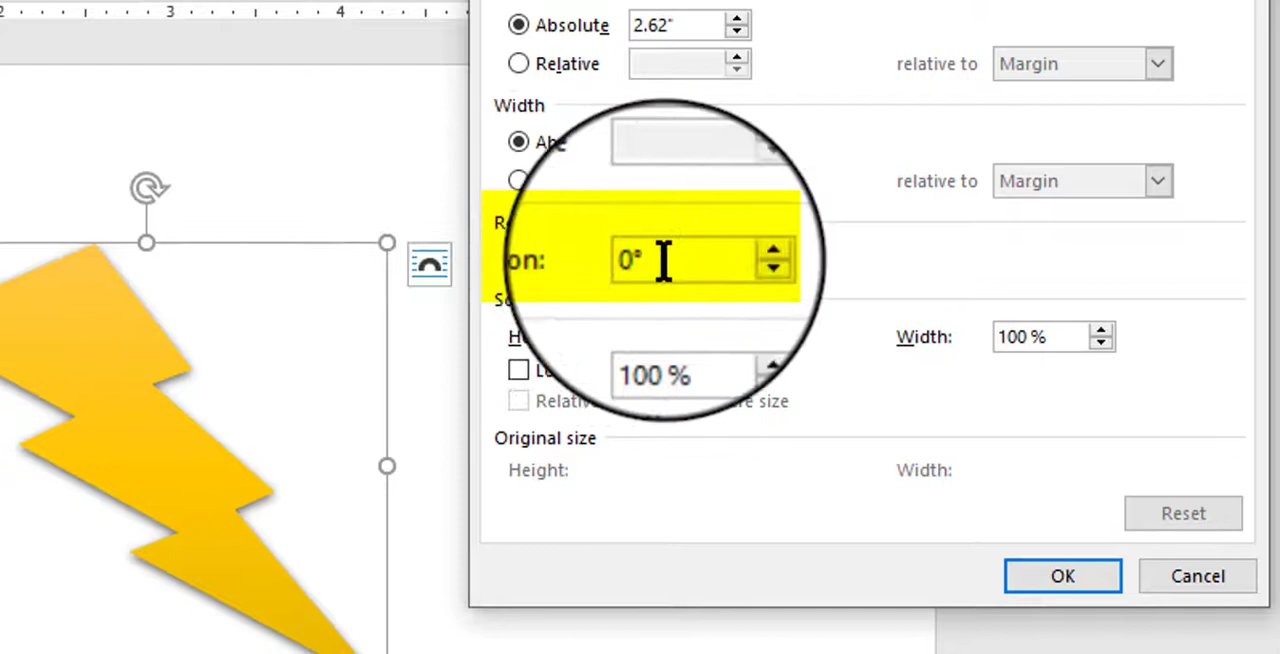 2 3 4
Absolute 2.62"
Relative relative to Margin
Width
relative to Margin
on: 0°
Width: 100 %
100 %
size
Original size
Height: Width:
Reset
OK Cancel